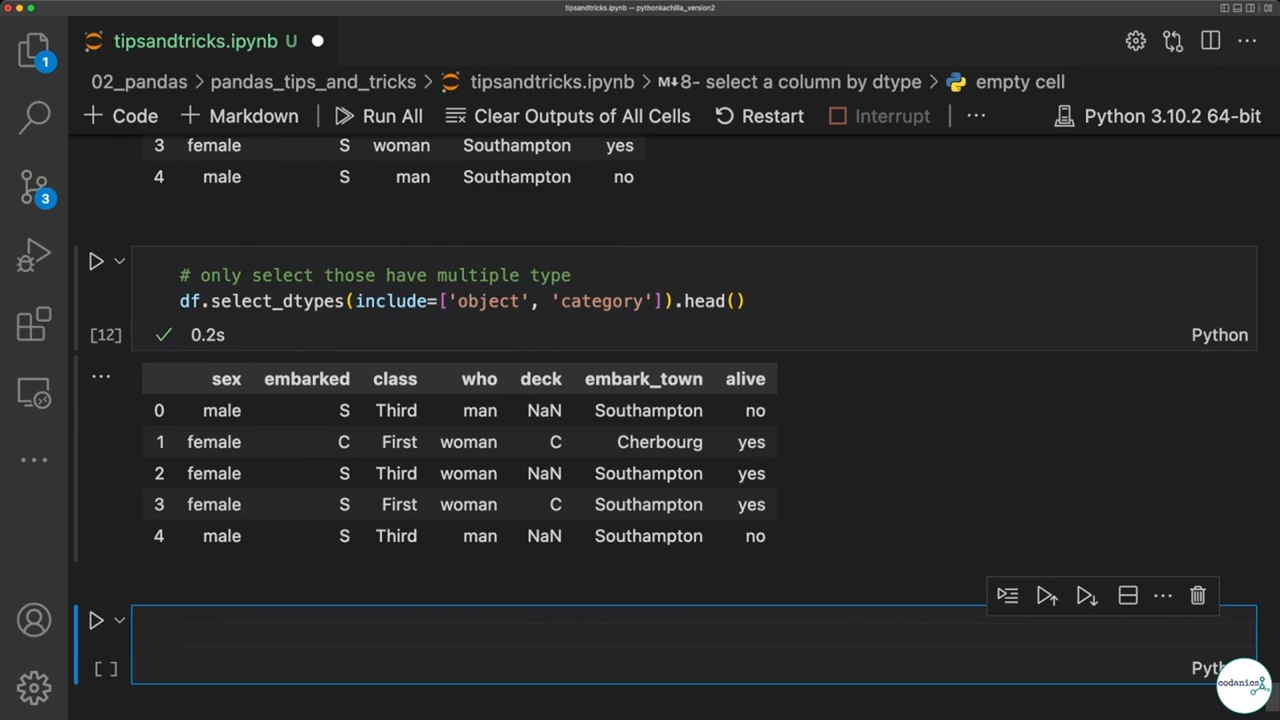 tipsandtricks.ipynb — pythonkachilla_version2
tipsandtricks.ipynb U
02_pandas > pandas_tips_and_tricks > tipsandtricks.ipynb > M↓8- select a column by dtype > empty cell
+ Code + Markdown Run All Clear Outputs of All Cells Restart Interrupt ... Python 3.10.2 64-bit
1
3
3 female S woman Southampton yes
4 male S man Southampton no
# only select those have multiple type
df.select_dtypes(include=['object', 'category']).head()
[12] 0.2s Python
sex embarked class who deck embark_town alive
0 male S Third man NaN Southampton no
1 female C First woman C Cherbourg yes
2 female S Third woman NaN Southampton yes
3 female S First woman C Southampton yes
4 male S Third man NaN Southampton no
[ ]
codanics